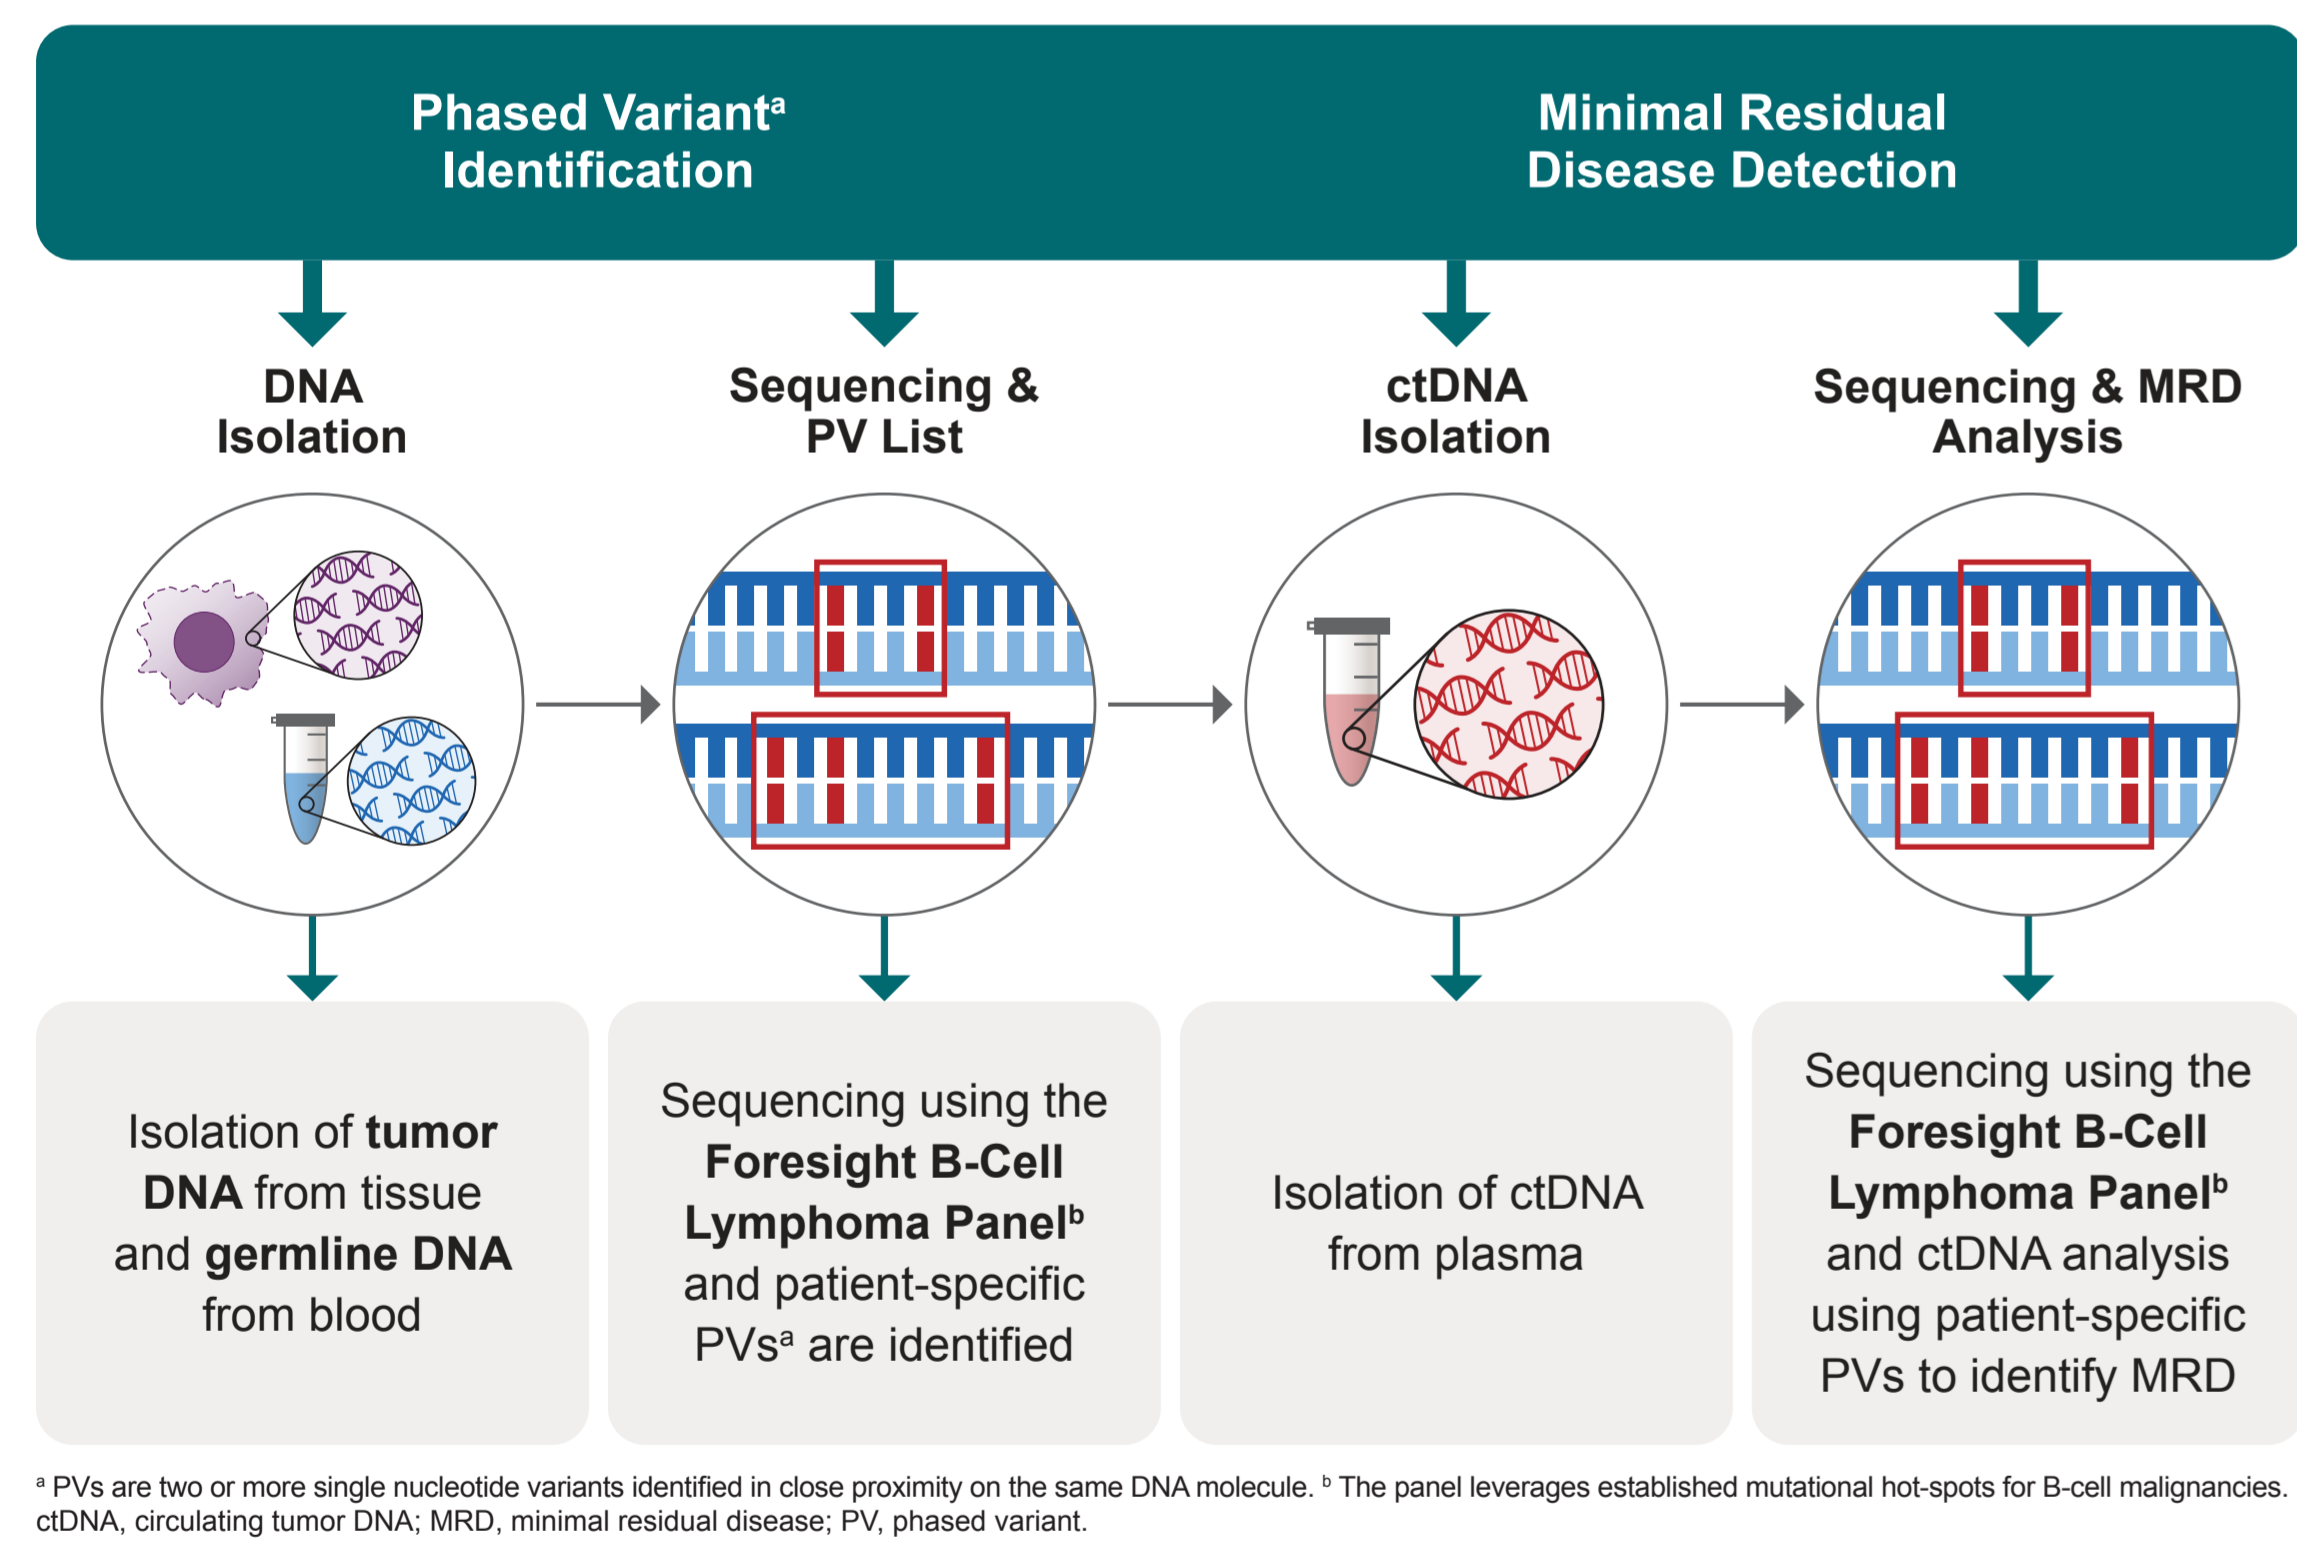 Phased Variantᵃ
Identification
Minimal Residual
Disease Detection
DNA
Isolation
Sequencing &
PV List
ctDNA
Isolation
Sequencing & MRD
Analysis
Isolation of tumor
DNA from tissue
and germline DNA
from blood
Sequencing using the
Foresight B-Cell
Lymphoma Panelᵇ
and patient-specific
PVsᵃ are identified
Isolation of ctDNA
from plasma
Sequencing using the
Foresight B-Cell
Lymphoma Panelᵇ
and ctDNA analysis
using patient-specific
PVs to identify MRD
ᵃ PVs are two or more single nucleotide variants identified in close proximity on the same DNA molecule. ᵇ The panel leverages established mutational hot-spots for B-cell malignancies.
ctDNA, circulating tumor DNA; MRD, minimal residual disease; PV, phased variant.